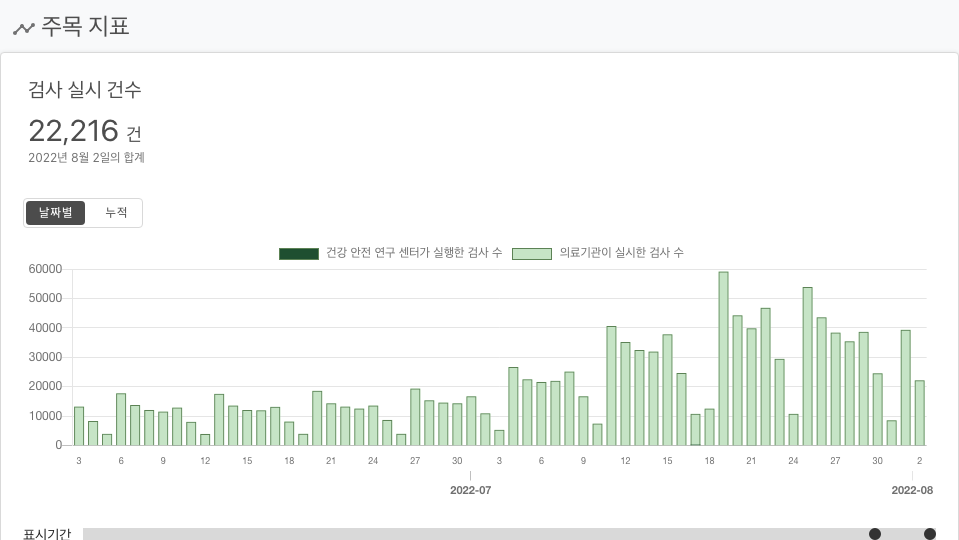 주목 지표
검사 실시 건수
22,216 건
2022년 8월 2일의 합계
날짜별 누적
건강 안전 연구 센터가 실행한 검사 수 의료기관이 실시한 검사 수
60000
50000
40000
30000
20000
10000
0
3 6 9 12 15 18 21 24 27 30 3 6 9 12 15 18 21 24 27 30 2
2022-07 2022-08
표시기간